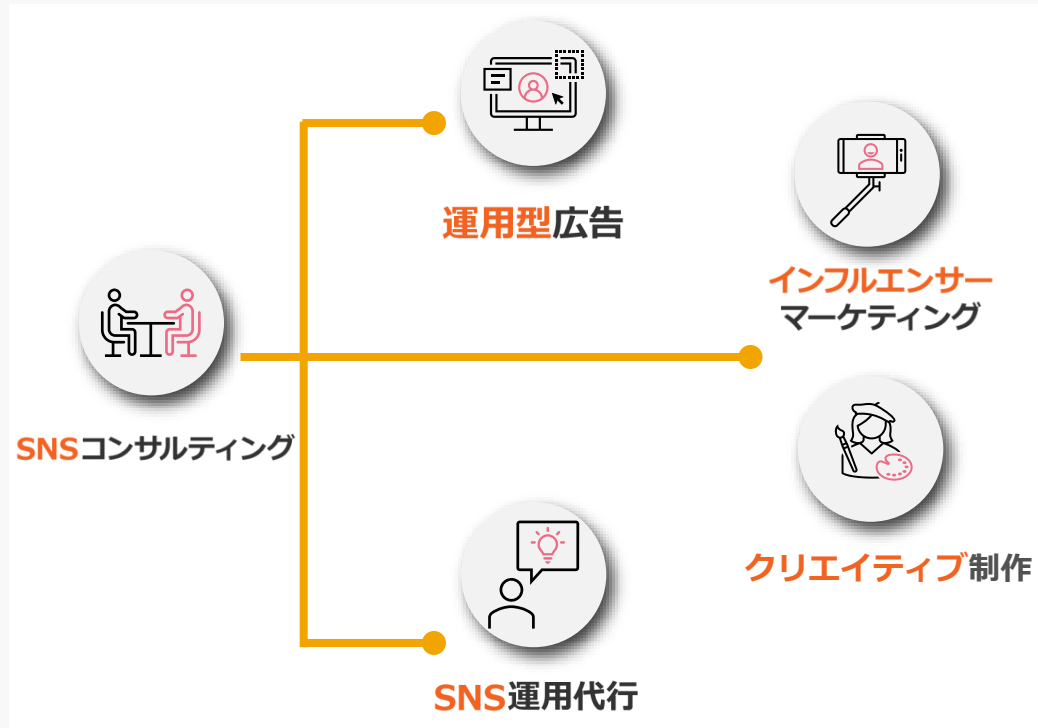 運用型広告
インフルエンサー
マーケティング
SNSコンサルティング
クリエイティブ制作
SNS運用代行